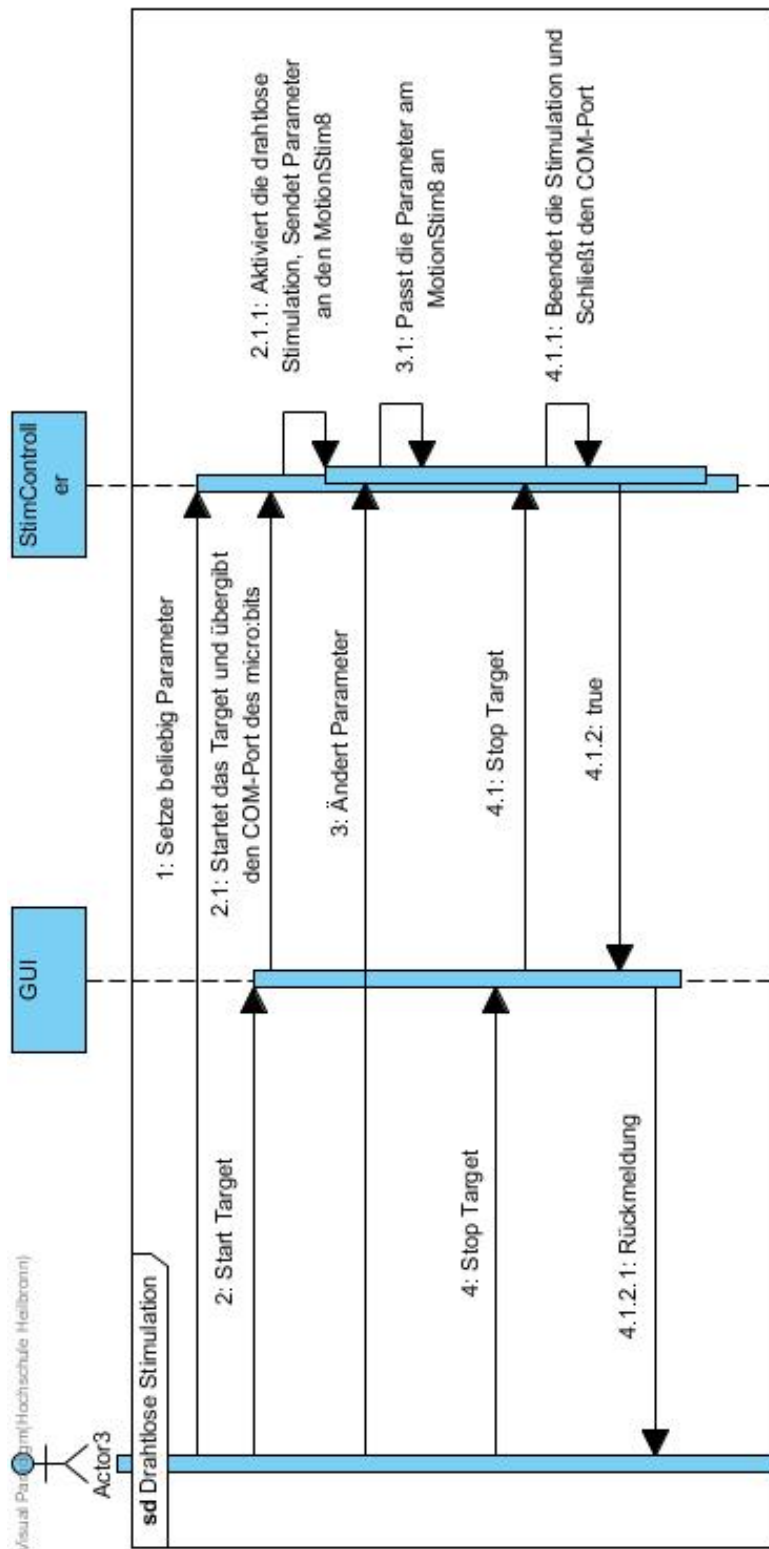 Visual Paradigm(Hochschule Heilbronn)
Actor3
GUI
StimControll
er
sd Drahtlose Stimulation
1: Setze beliebig Parameter
2: Start Target
2.1: Startet das Target und übergibt
den COM-Port des micro:bits
2.1.1: Aktiviert die drahtlose
Stimulation, Sendet Parameter
an den MotionStim8
3: Ändert Parameter
3.1: Passt die Parameter am
MotionStim8 an
4: Stop Target
4.1: Stop Target
4.1.1: Beendet die Stimulation und
Schließt den COM-Port
4.1.2: true
4.1.2.1: Rückmeldung